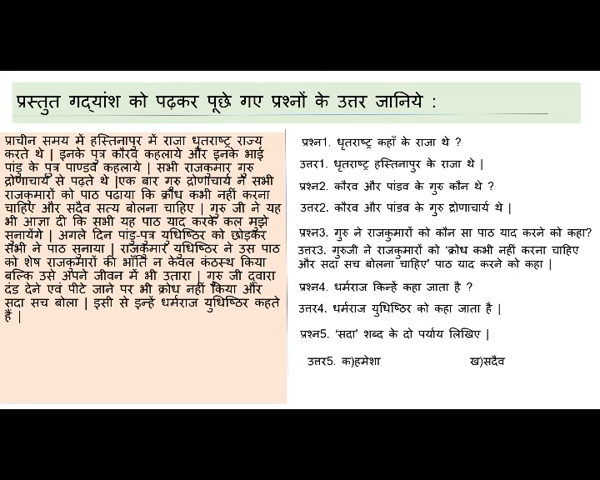 प्रस्तुत गद्यांश को पढ़कर पूछे गए प्रश्नों के उत्तर जानिये :
प्राचीन समय में हस्तिनापुर में राजा धृतराष्ट्र राज्य
करते थे | इनके पुत्र कौरव कहलाये और इनके भाई
पांडु के पुत्र पाण्डव कहलाये | सभी राजकुमार गुरु
द्रोणाचार्य से पढ़ते थे |एक बार गुरु द्रोणाचार्य ने सभी
राजकुमारों को पाठ पढाया कि क्रोध कभी नहीं करना
चाहिए और सदैव सत्य बोलना चाहिए | गुरु जी ने यह
भी आज्ञा दी कि सभी यह पाठ याद करके कल मुझे
सुनायेंगे | अगले दिन पांडु-पुत्र युधिष्ठिर को छोड़कर
सभी ने पाठ सुनाया | राजकुमार युधिष्ठिर ने उस पाठ
को शेष राजकुमारों की भाँति न केवल कंठस्थ किया
बल्कि उसे अपने जीवन में भी उतारा | गुरु जी द्वारा
दंड देने एवं पीटे जाने पर भी क्रोध नहीं किया और
सदा सच बोला | इसी से इन्हें धर्मराज युधिष्ठिर कहते
हैं |
प्रश्न1. धृतराष्ट्र कहाँ के राजा थे ?
उत्तर1. धृतराष्ट्र हस्तिनापुर के राजा थे |
प्रश्न2. कौरव और पांडव के गुरु कौन थे ?
उत्तर2. कौरव और पांडव के गुरु द्रोणाचार्य थे |
प्रश्न3. गुरु ने राजकुमारों को कौन सा पाठ याद करने को कहा?
उत्तर3. गुरुजी ने राजकुमारों को ‘क्रोध कभी नहीं करना चाहिए
और सदा सच बोलना चाहिए’ पाठ याद करने को कहा |
प्रश्न4. धर्मराज किन्हें कहा जाता है ?
उत्तर4. धर्मराज युधिष्ठिर को कहा जाता है |
प्रश्न5. ‘सदा’ शब्द के दो पर्याय लिखिए |
उत्तर5. क)हमेशा ख)सदैव